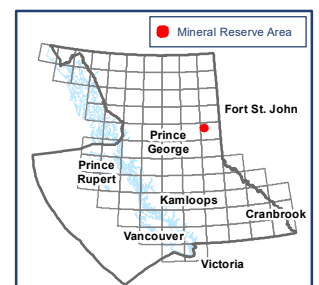 Mineral Reserve Area
Fort St. John
Prince
George
Prince
Rupert
Kamloops
Cranbrook
Vancouver
Victoria